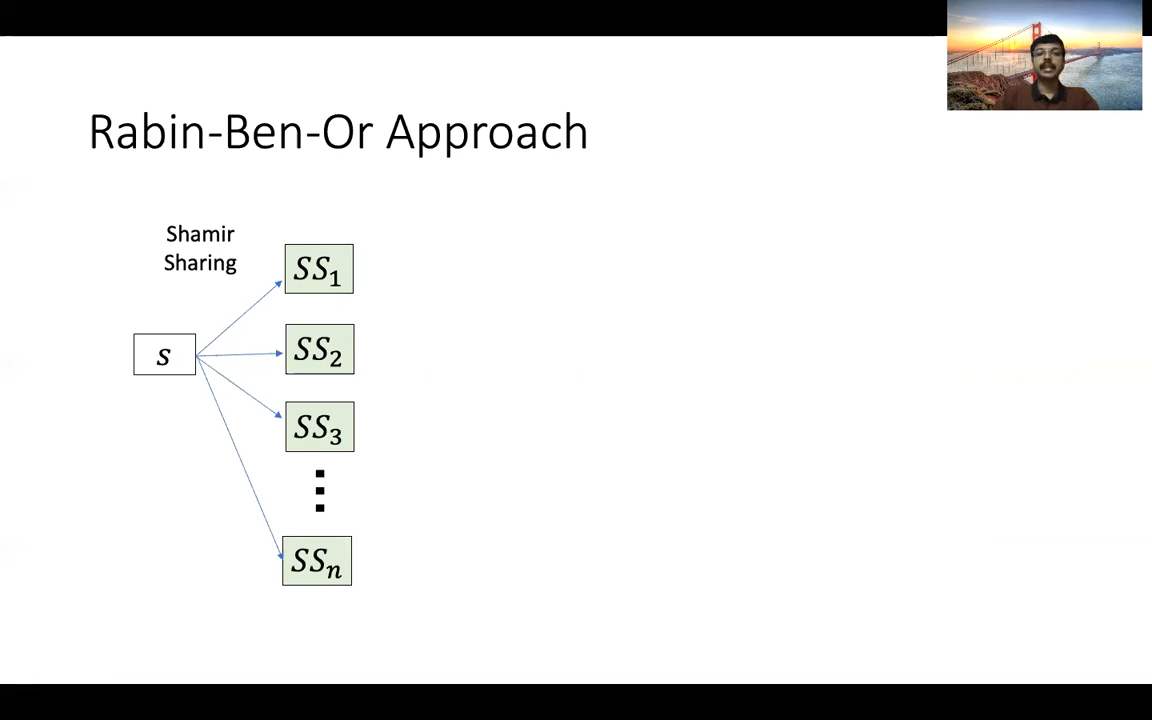 Rabin-Ben-Or Approach
Shamir
Sharing
s
SS₁
SS₂
SS₃
⋮
SSₙ